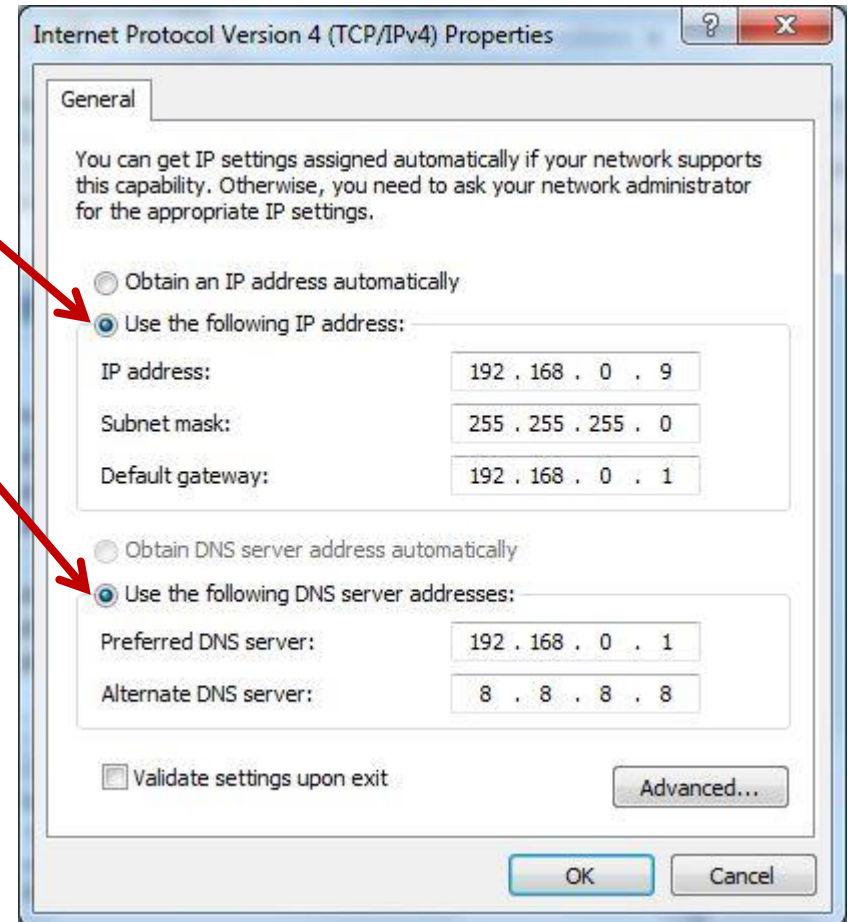 Internet Protocol Version 4 (TCP/IPv4) Properties
General
You can get IP settings assigned automatically if your network supports
this capability. Otherwise, you need to ask your network administrator
for the appropriate IP settings.
Obtain an IP address automatically
Use the following IP address:
IP address: 192 . 168 . 0 . 9
Subnet mask: 255 . 255 . 255 . 0
Default gateway: 192 . 168 . 0 . 1
Obtain DNS server address automatically
Use the following DNS server addresses:
Preferred DNS server: 192 . 168 . 0 . 1
Alternate DNS server: 8 . 8 . 8 . 8
Validate settings upon exit
Advanced...
OK Cancel